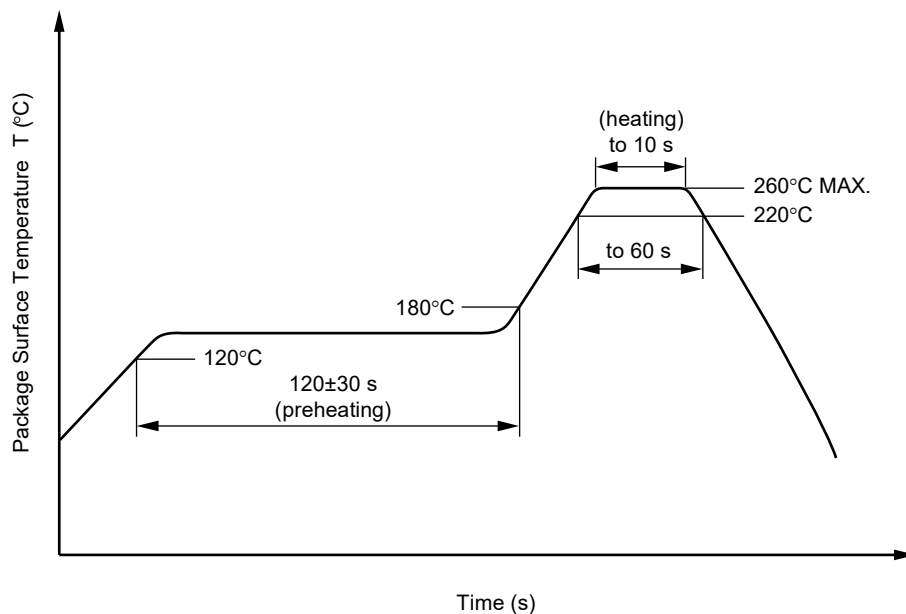 Package Surface Temperature T (°C)
(heating)
to 10 s
260°C MAX.
220°C
to 60 s
180°C
120°C
120±30 s
(preheating)
Time (s)